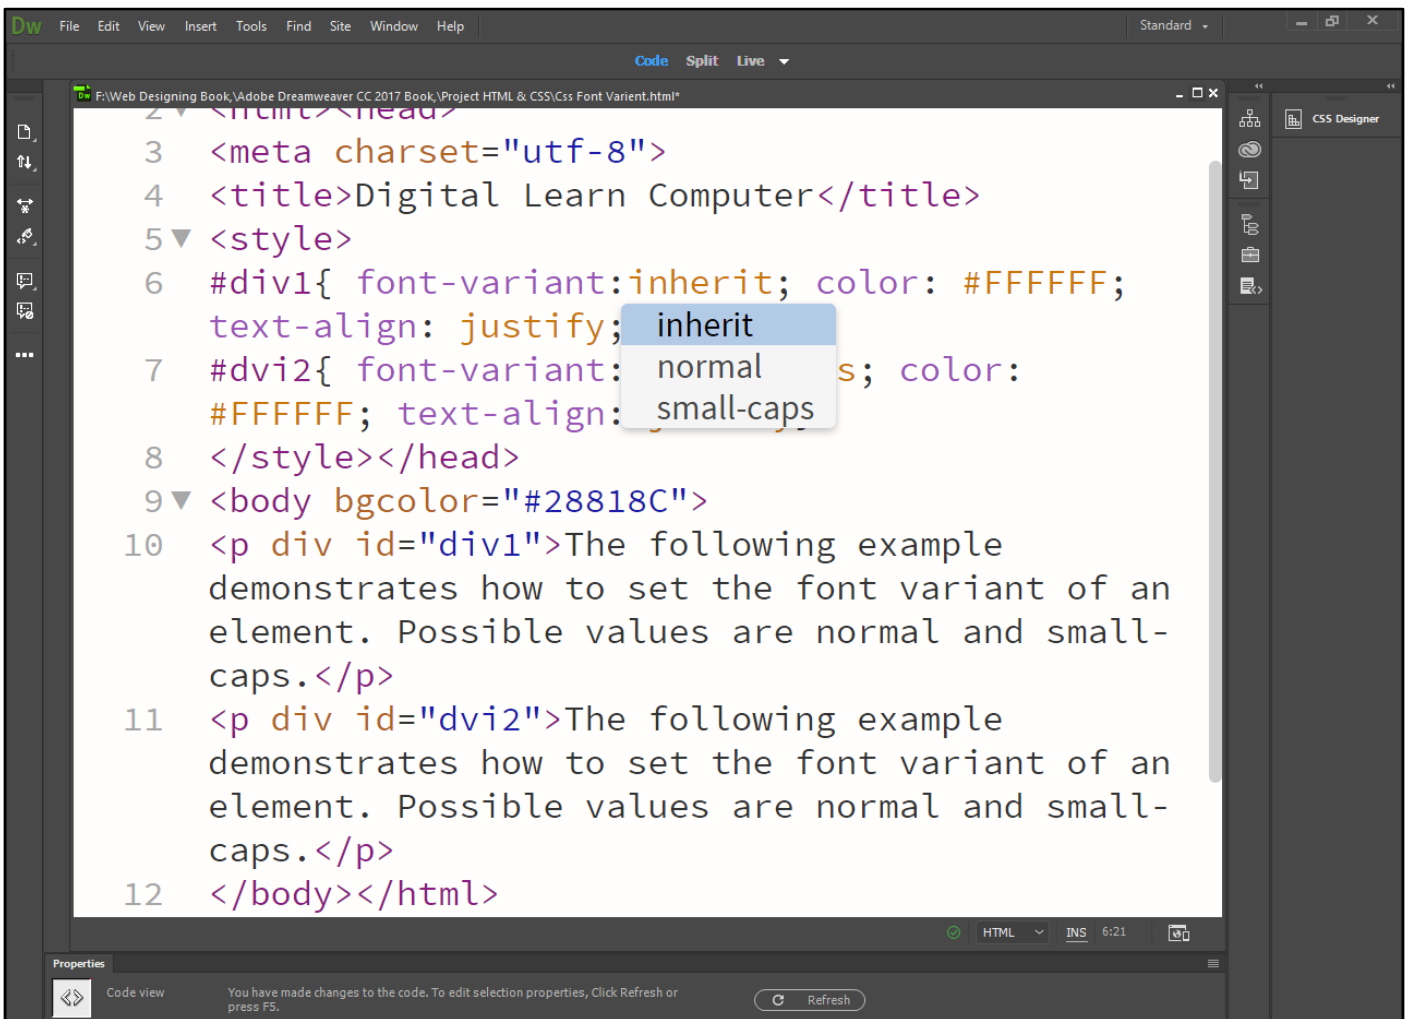 Dw File Edit View Insert Tools Find Site Window Help Standard
Code Split Live
F:\Web Designing Book,\Adobe Dreamweaver CC 2017 Book,\Project HTML & CSS\Css Font Varient.html*
CSS Designer
2 <html><head>
3 <meta charset="utf-8">
4 <title>Digital Learn Computer</title>
5 <style>
6 #div1{ font-variant:inherit; color: #FFFFFF;
text-align: justify;
inherit
7 #dvi2{ font-variant: s; color:
normal
#FFFFFF; text-align:
small-caps
8 </style></head>
9 <body bgcolor="#28818C">
10 <p div id="div1">The following example
demonstrates how to set the font variant of an
element. Possible values are normal and small-
caps.</p>
11 <p div id="dvi2">The following example
demonstrates how to set the font variant of an
element. Possible values are normal and small-
caps.</p>
12 </body></html>
HTML INS 6:21
Properties
Code view You have made changes to the code. To edit selection properties, Click Refresh or
press F5.
Refresh